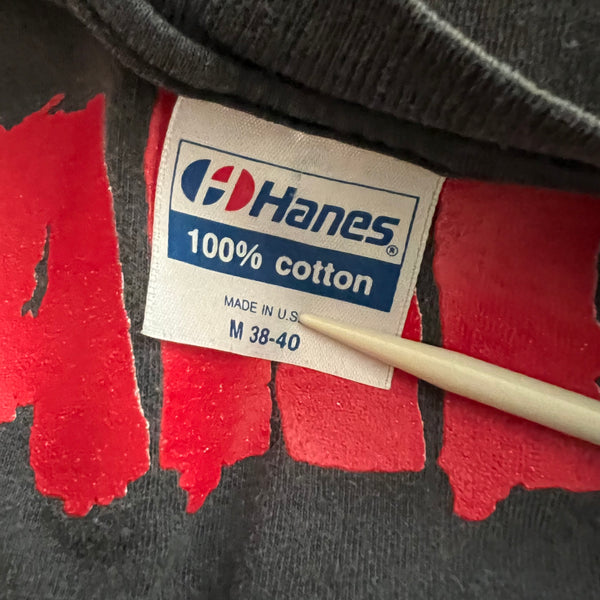 Hanes®
100% cotton
MADE IN U.S.
M 38-40